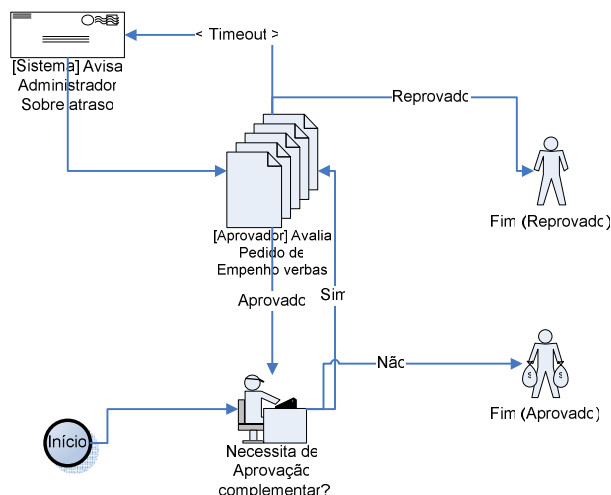 < Timeout >
[Sistema] Avisa
Administrador
Sobre atraso
Reprovado
[Aprovador] Avalia
Pedido de
Empenho verbas
Fim (Reprovado)
Aprovado
Sim
Não
$ $
Fim (Aprovado)
Início
Necessita de
Aprovação
complementar?